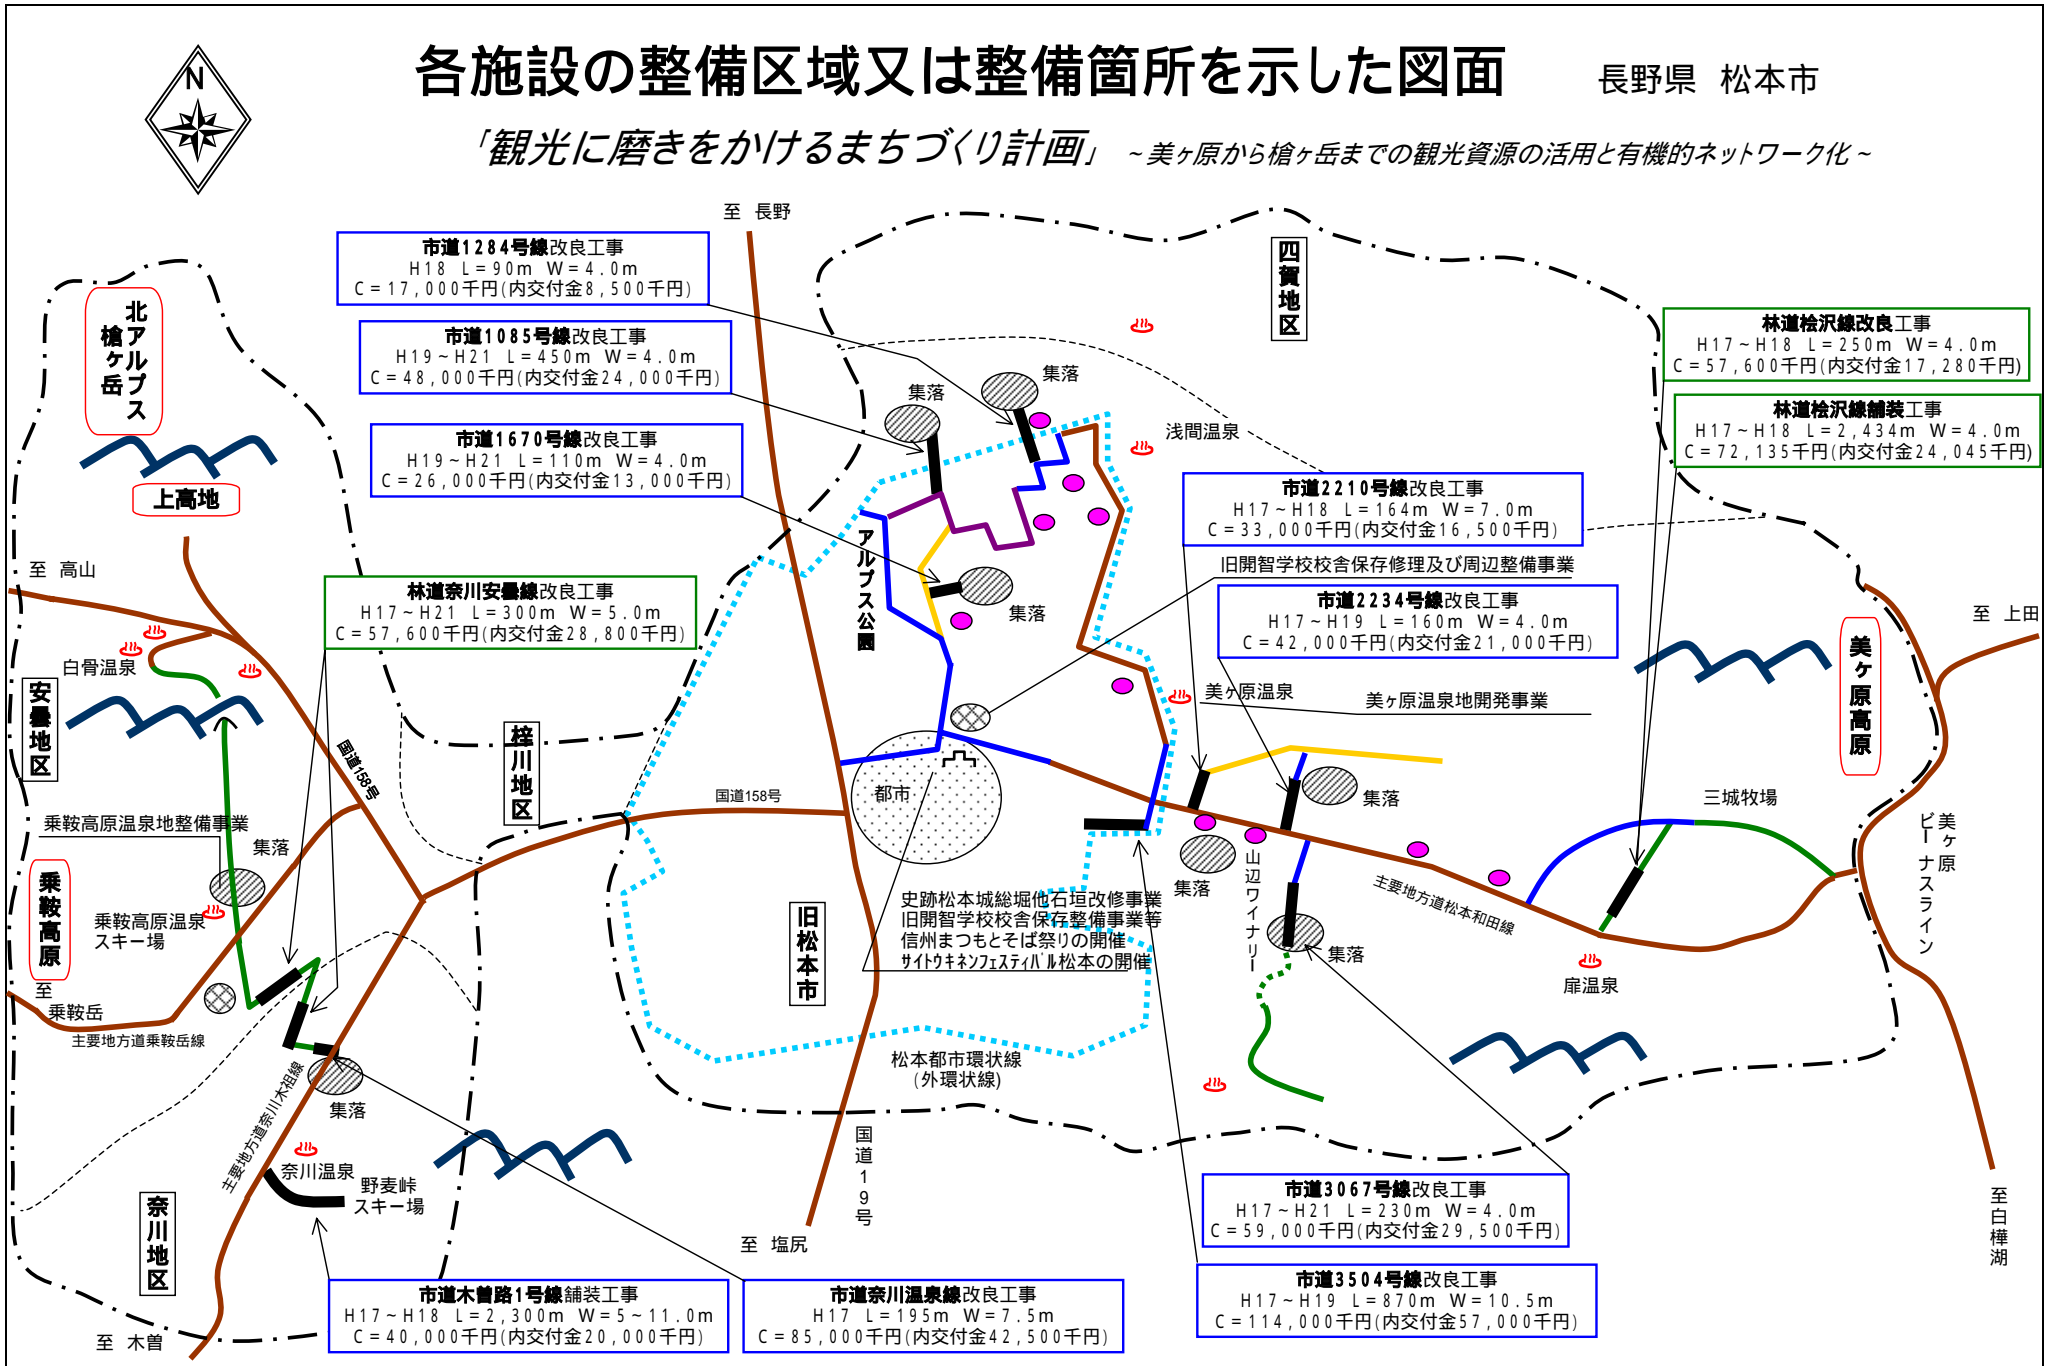 N
各施設の整備区域又は整備箇所を示した図面
長野県 松本市
「観光に磨きをかけるまちづくり計画」 ~美ヶ原から槍ヶ岳までの観光資源の活用と有機的ネットワーク化~
至 長野
市道1284号線改良工事
H18 L=90m W=4.0m
C=17,000千円(内交付金8,500千円)
市道1085号線改良工事
H19~H21 L=450m W=4.0m
C=48,000千円(内交付金24,000千円)
市道1670号線改良工事
H19~H21 L=110m W=4.0m
C=26,000千円(内交付金13,000千円)
四賀地区
林道桧沢線改良工事
H17~H18 L=250m W=4.0m
C=57,600千円(内交付金17,280千円)
林道桧沢線舗装工事
H17~H18 L=2,434m W=4.0m
C=72,135千円(内交付金24,045千円)
北アルプス
槍ヶ岳
上高地
集落
集落
浅間温泉
市道2210号線改良工事
H17~H18 L=164m W=7.0m
C=33,000千円(内交付金16,500千円)
旧開智学校校舎保存修理及び周辺整備事業
市道2234号線改良工事
H17~H19 L=160m W=4.0m
C=42,000千円(内交付金21,000千円)
アルプス公園
集落
至 高山
林道奈川安曇線改良工事
H17~H21 L=300m W=5.0m
C=57,600千円(内交付金28,800千円)
白骨温泉
安曇地区
国道158号
梓川地区
美ヶ原温泉
美ヶ原温泉地開発事業
美ヶ原高原
至 上田
国道158号
都市
集落
三城牧場
美ヶ原
ビーナスライン
乗鞍高原温泉地整備事業
集落
乗鞍高原
乗鞍高原温泉
スキー場
至
乗鞍岳
主要地方道乗鞍岳線
旧松本市
史跡松本城総堀他石垣改修事業
旧開智学校校舎保存整備事業等
信州まつもとそば祭りの開催
サイトウキネンフェスティバル松本の開催
集落
山辺ワイナリー
主要地方道松本和田線
集落
扉温泉
松本都市環状線
(外環状線)
集落
主要地方道奈川木祖線
奈川温泉
野麦峠
スキー場
奈川地区
国道19号
至 塩尻
至白樺湖
市道3067号線改良工事
H17~H21 L=230m W=4.0m
C=59,000千円(内交付金29,500千円)
市道3504号線改良工事
H17~H19 L=870m W=10.5m
C=114,000千円(内交付金57,000千円)
市道木曽路1号線舗装工事
H17~H18 L=2,300m W=5~11.0m
C=40,000千円(内交付金20,000千円)
市道奈川温泉線改良工事
H17 L=195m W=7.5m
C=85,000千円(内交付金42,500千円)
至 木曽